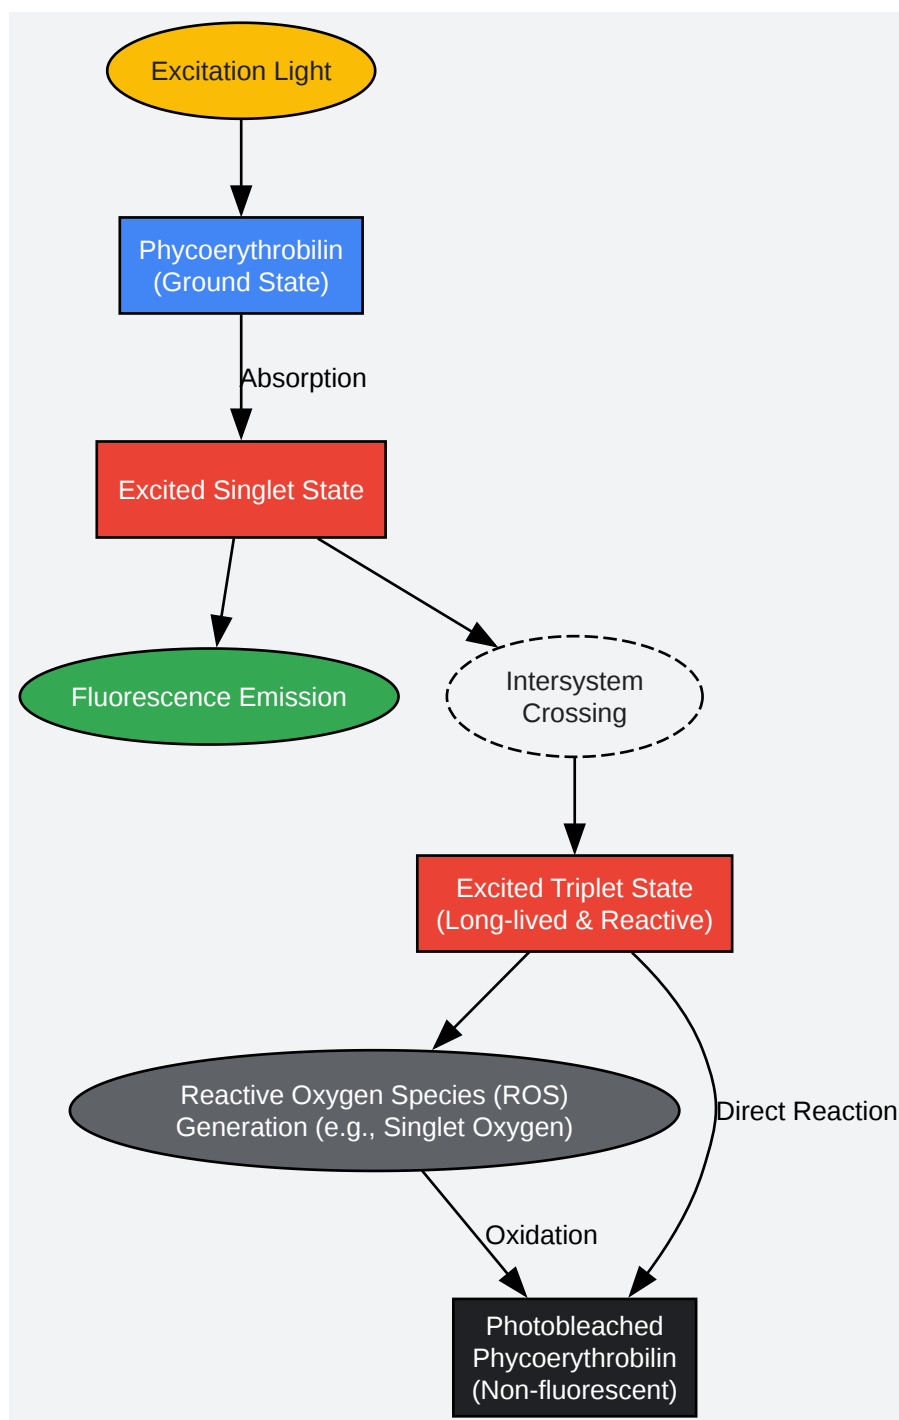 Excitation Light
Phycoerythrobilin
(Ground State)
Absorption
Excited Singlet State
Fluorescence Emission
Intersystem
Crossing
Excited Triplet State
(Long-lived & Reactive)
Reactive Oxygen Species (ROS)
Generation (e.g., Singlet Oxygen)
Direct Reaction
Oxidation
Photobleached
Phycoerythrobilin
(Non-fluorescent)